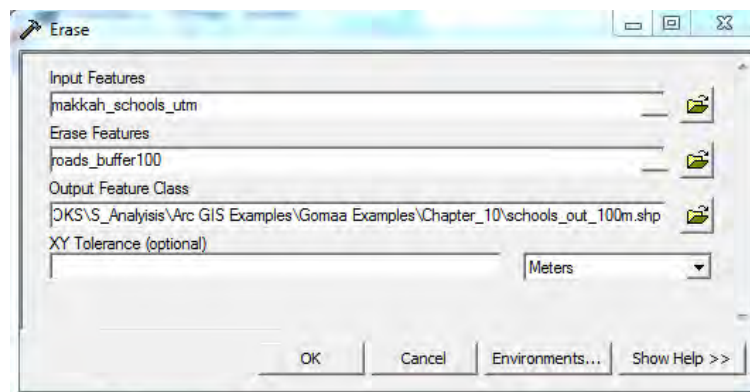 Erase
Input Features
makkah_schools_utm
Erase Features
roads_buffer100
Output Feature Class
OKS\S_Analyisis\Arc GIS Examples\Gomaa Examples\Chapter_10\schools_out_100m.shp
XY Tolerance (optional)
Meters
OK Cancel Environments... Show Help >>